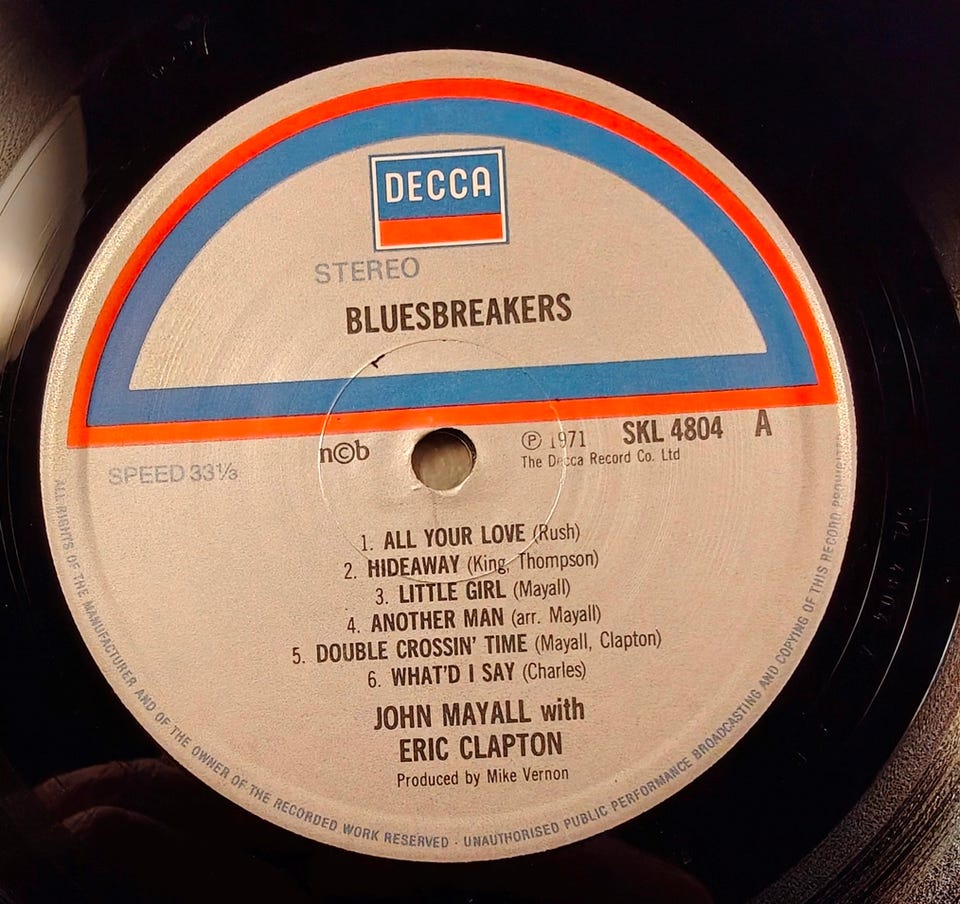 DECCA
STEREO
BLUESBREAKERS
n©b
℗ 1971 SKL 4804 A
The Decca Record Co. Ltd
SPEED 33⅓
1. ALL YOUR LOVE (Rush)
2. HIDEAWAY (King, Thompson)
3. LITTLE GIRL (Mayall)
4. ANOTHER MAN (arr. Mayall)
5. DOUBLE CROSSIN' TIME (Mayall, Clapton)
6. WHAT'D I SAY (Charles)
JOHN MAYALL with
ERIC CLAPTON
Produced by Mike Vernon
ALL RIGHTS OF THE MANUFACTURER AND OF THE OWNER OF THE RECORDED WORK RESERVED · UNAUTHORISED PUBLIC PERFORMANCE BROADCASTING AND COPYING OF THIS RECORD PROHIBITED